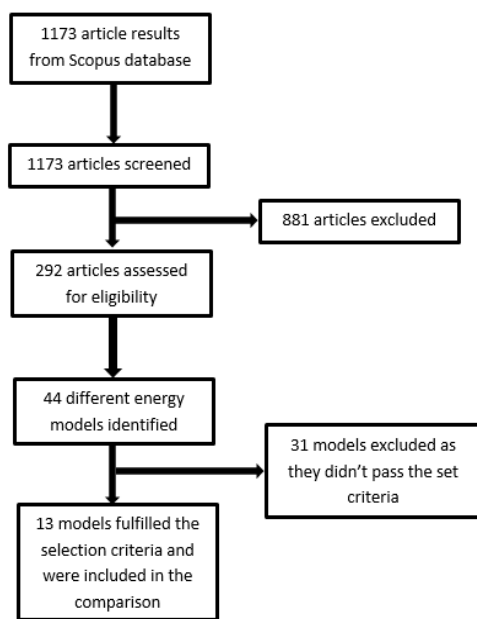 1173 article results
from Scopus database
1173 articles screened
881 articles excluded
292 articles assessed
for eligibility
44 different energy
models identified
31 models excluded as
they didn’t pass the set
criteria
13 models fulfilled the
selection criteria and
were included in the
comparison